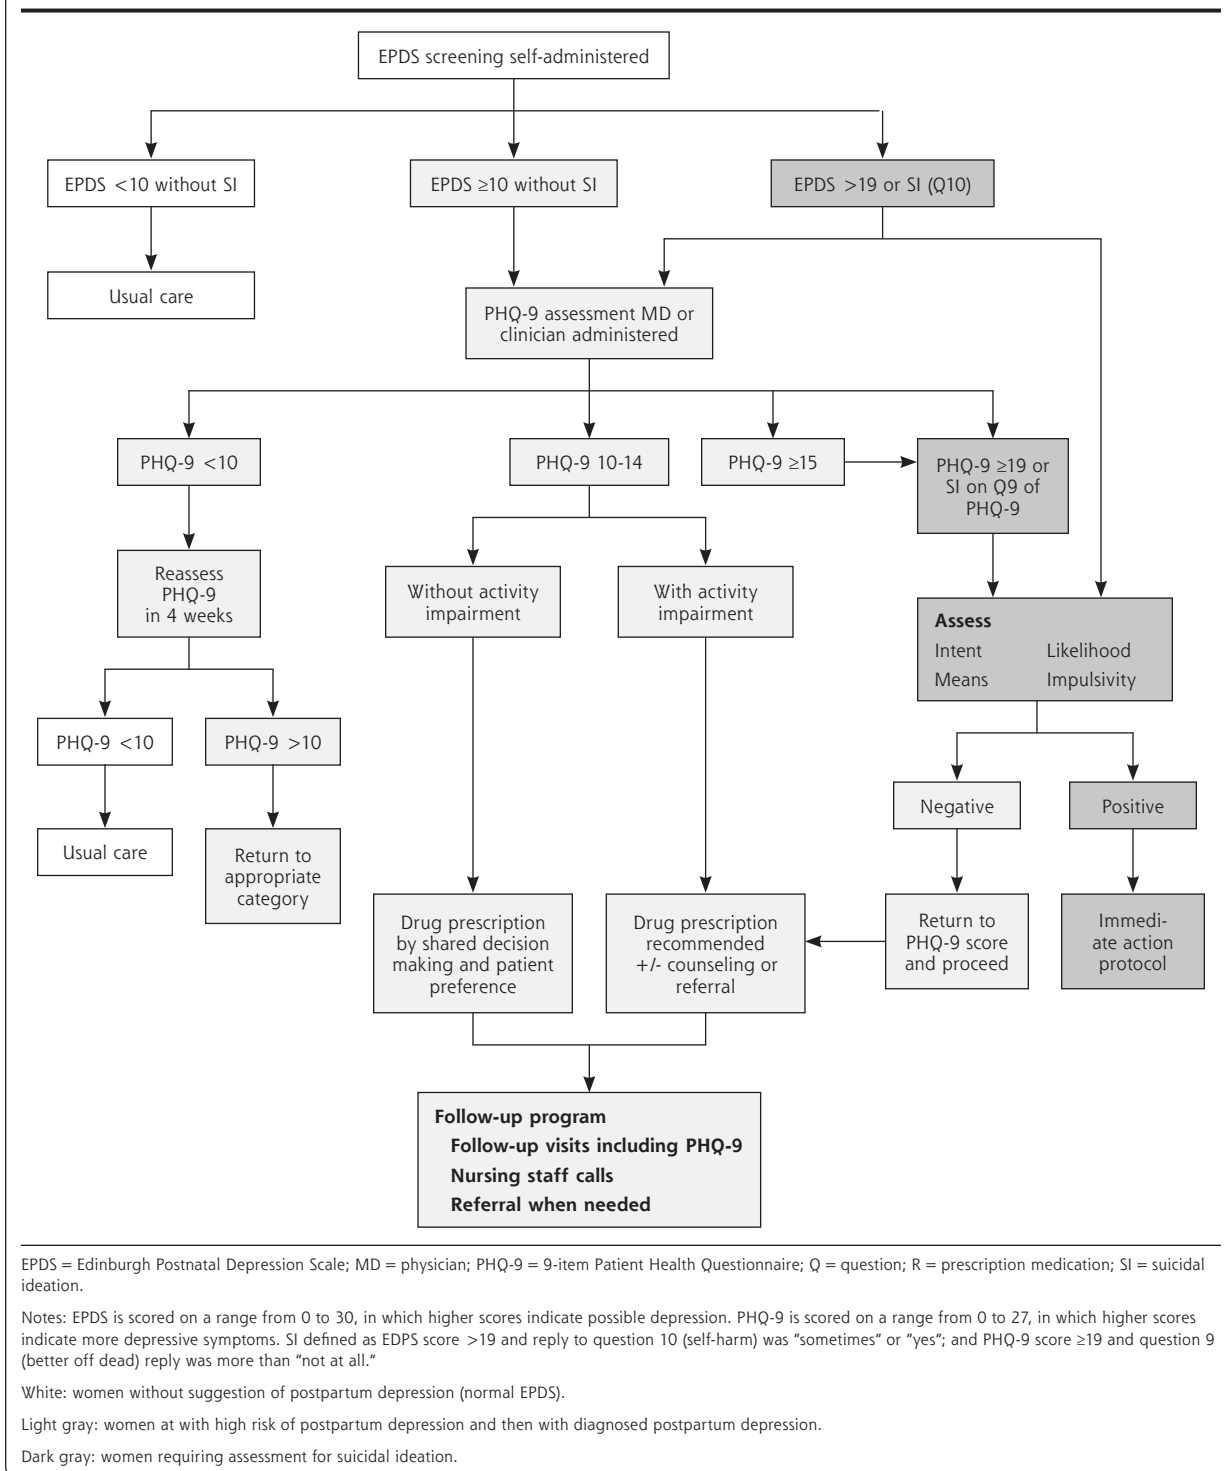 EPDS screening self-administered
EPDS <10 without SI
EPDS ≥10 without SI
EPDS >19 or SI (Q10)
Usual care
PHQ-9 assessment MD or
clinician administered
PHQ-9 <10
PHQ-9 10-14
PHQ-9 ≥15
PHQ-9 ≥19 or
SI on Q9 of
PHQ-9
Reassess
PHQ-9
in 4 weeks
Without activity
impairment
With activity
impairment
Assess
Intent Likelihood
Means Impulsivity
PHQ-9 <10
PHQ-9 >10
Negative
Positive
Usual care
Return to
appropriate
category
Drug prescription
by shared decision
making and patient
preference
Drug prescription
recommended
+/- counseling or
referral
Return to
PHQ-9 score
and proceed
Immedi-
ate action
protocol
Follow-up program
Follow-up visits including PHQ-9
Nursing staff calls
Referral when needed
EPDS = Edinburgh Postnatal Depression Scale; MD = physician; PHQ-9 = 9-item Patient Health Questionnaire; Q = question; R = prescription medication; SI = suicidal
ideation.
Notes: EPDS is scored on a range from 0 to 30, in which higher scores indicate possible depression. PHQ-9 is scored on a range from 0 to 27, in which higher scores
indicate more depressive symptoms. SI defined as EDPS score >19 and reply to question 10 (self-harm) was "sometimes" or "yes"; and PHQ-9 score ≥19 and question 9
(better off dead) reply was more than "not at all."
White: women without suggestion of postpartum depression (normal EPDS).
Light gray: women at with high risk of postpartum depression and then with diagnosed postpartum depression.
Dark gray: women requiring assessment for suicidal ideation.